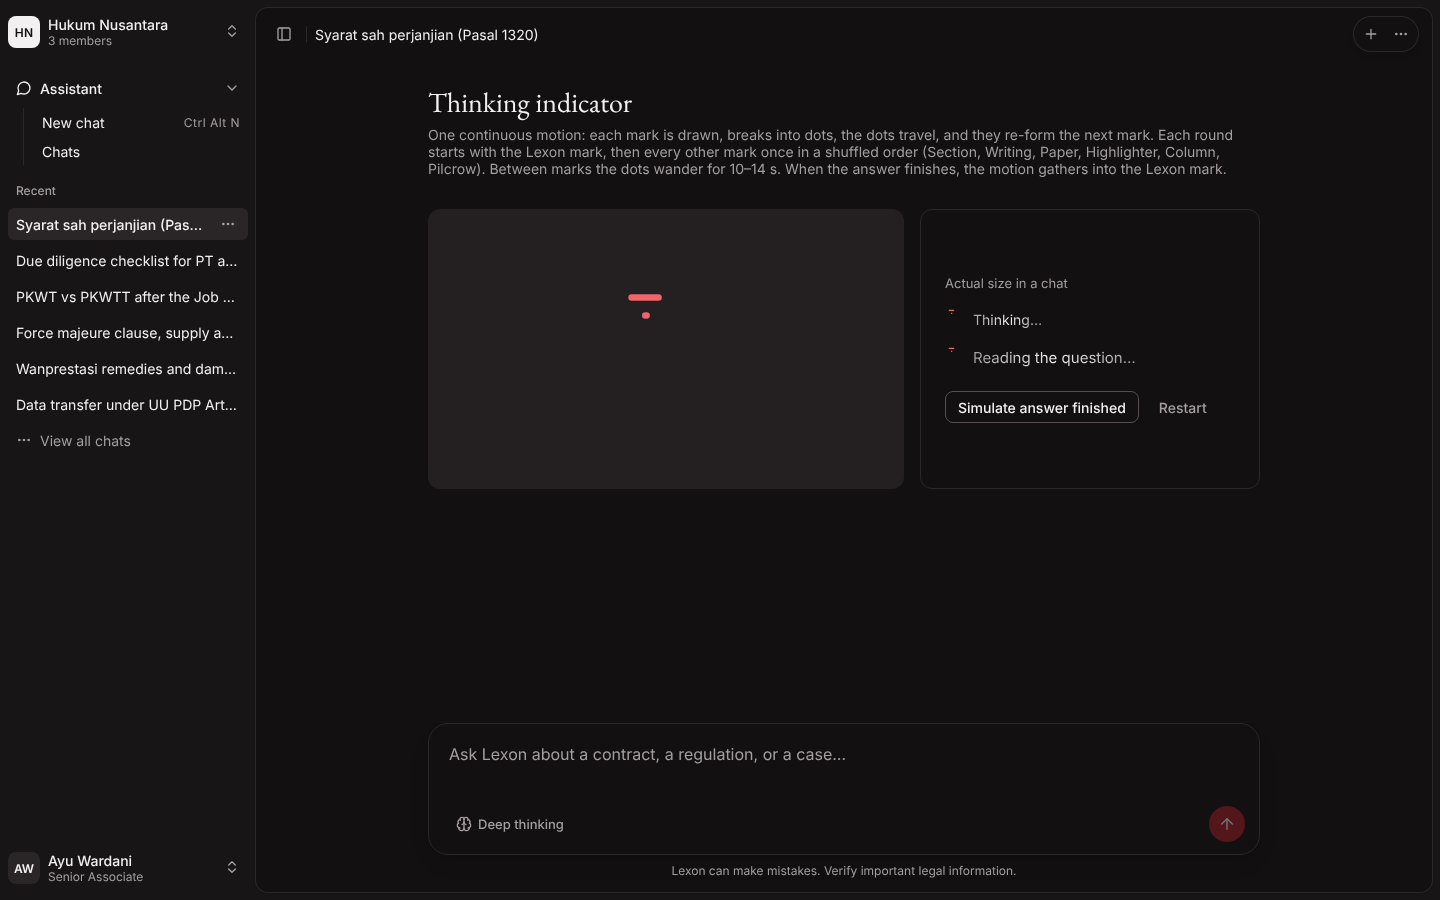 HN
Hukum Nusantara
3 members
Assistant
New chat Ctrl Alt N
Chats
Recent
Syarat sah perjanjian (Pas...
Due diligence checklist for PT a...
PKWT vs PKWTT after the Job ...
Force majeure clause, supply a...
Wanprestasi remedies and dam...
Data transfer under UU PDP Art...
View all chats
AW
Ayu Wardani
Senior Associate
Syarat sah perjanjian (Pasal 1320)
Thinking indicator
One continuous motion: each mark is drawn, breaks into dots, the dots travel, and they re-form the next mark. Each round
starts with the Lexon mark, then every other mark once in a shuffled order (Section, Writing, Paper, Highlighter, Column,
Pilcrow). Between marks the dots wander for 10–14 s. When the answer finishes, the motion gathers into the Lexon mark.
Actual size in a chat
Thinking...
Reading the question...
Simulate answer finished Restart
Ask Lexon about a contract, a regulation, or a case...
Deep thinking
Lexon can make mistakes. Verify important legal information.